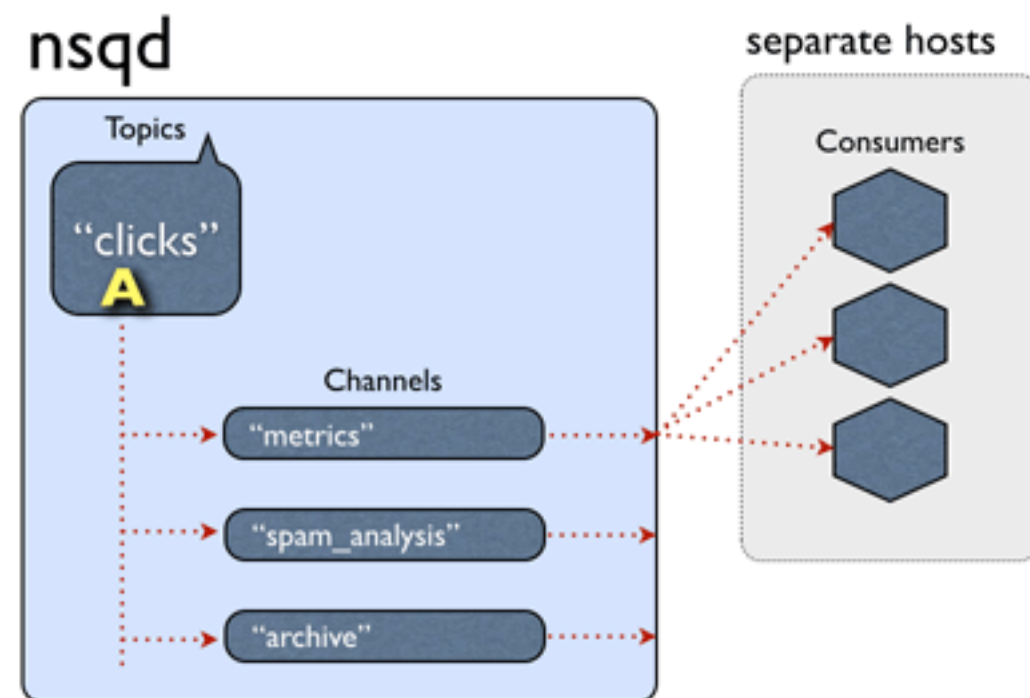 nsqd
separate hosts
Topics
“clicks”
A
Consumers
Channels
“metrics”
“spam_analysis”
“archive”